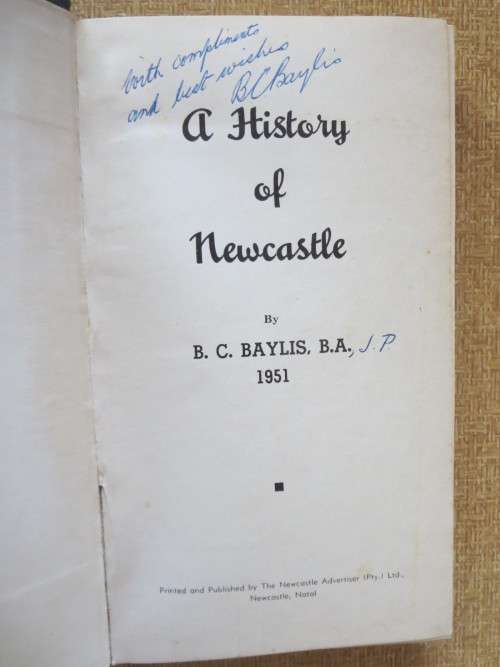 With compliments
and best wishes
B C Baylis
A History
of
Newcastle
By
B. C. BAYLIS, B.A., J.P.
1951
Printed and Published by The Newcastle Advertiser (Pty.) Ltd.,
Newcastle, Natal